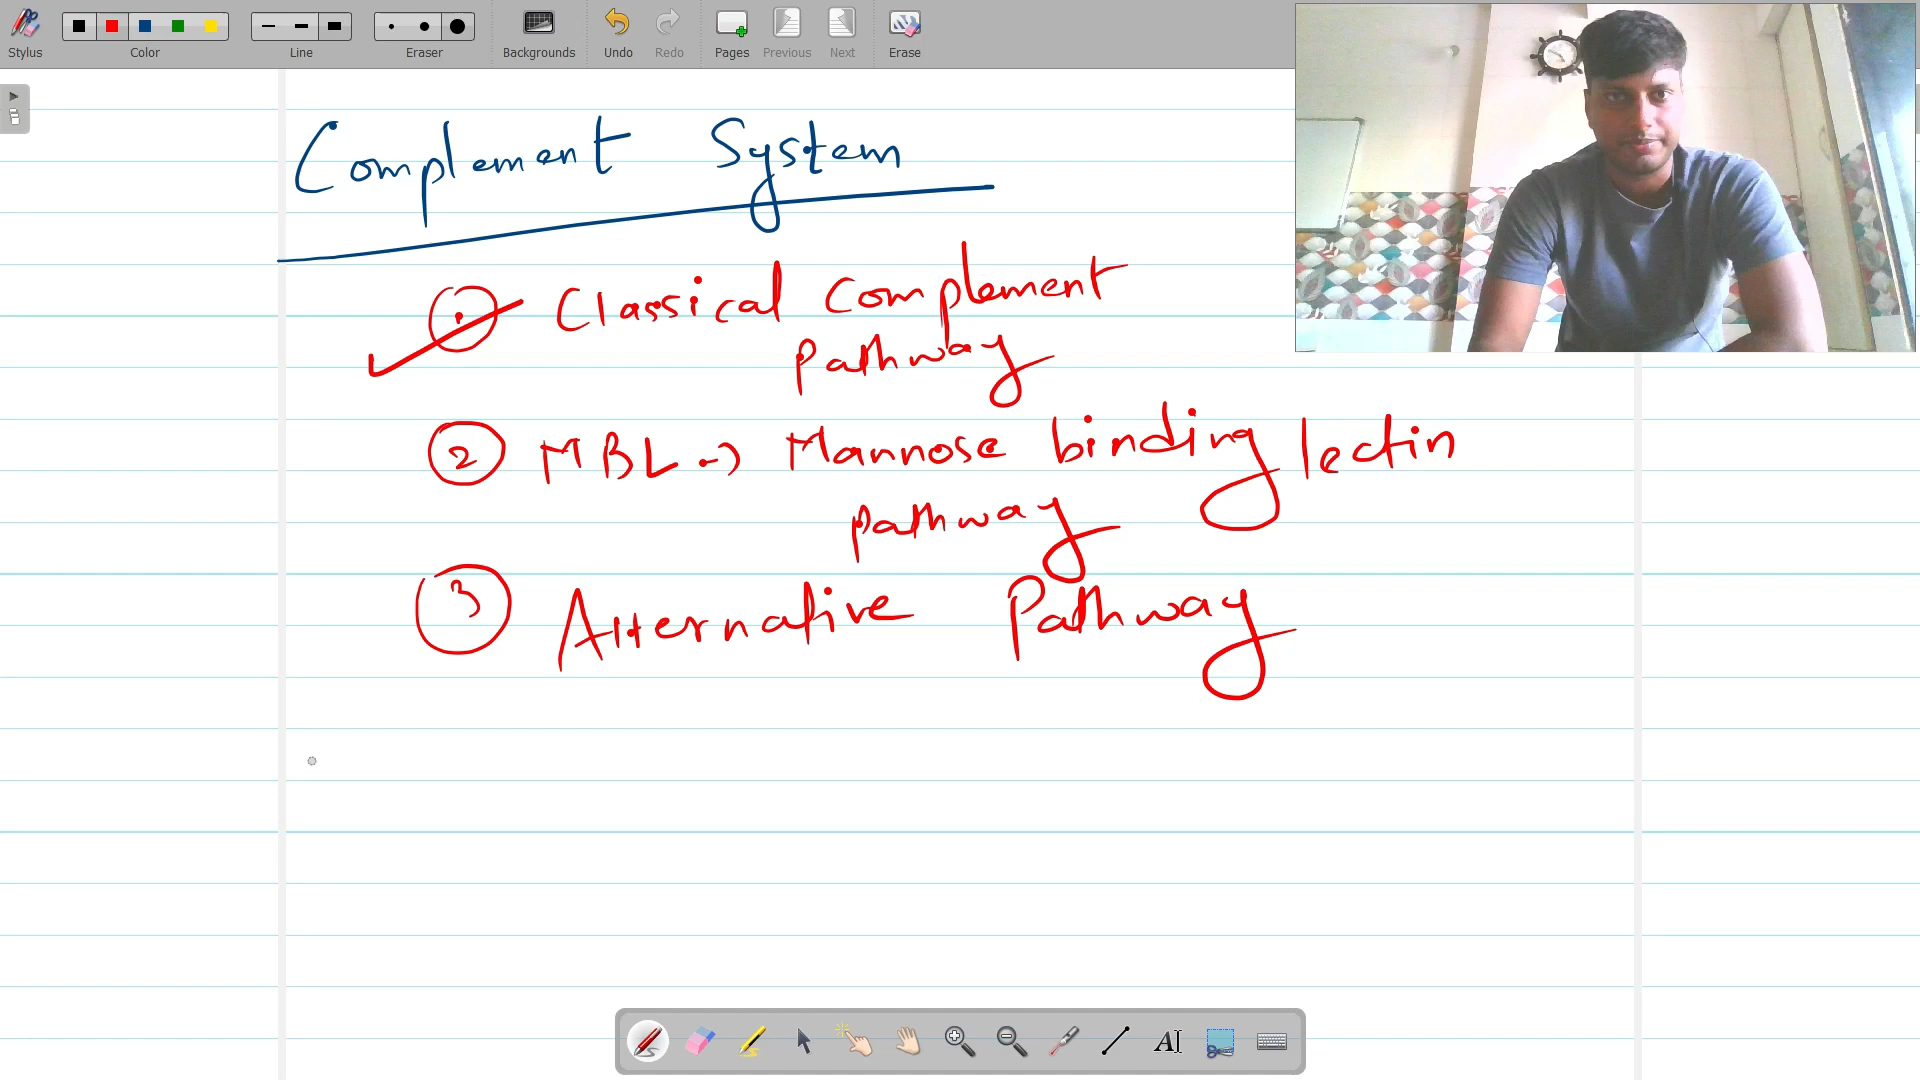 Stylus Color Line Eraser Backgrounds Undo Redo Pages Previous Next Erase
Complement System
1. Classical Complement
Pathway
2 MBL → Mannose binding lectin
pathway
3 Alternative Pathway
AI